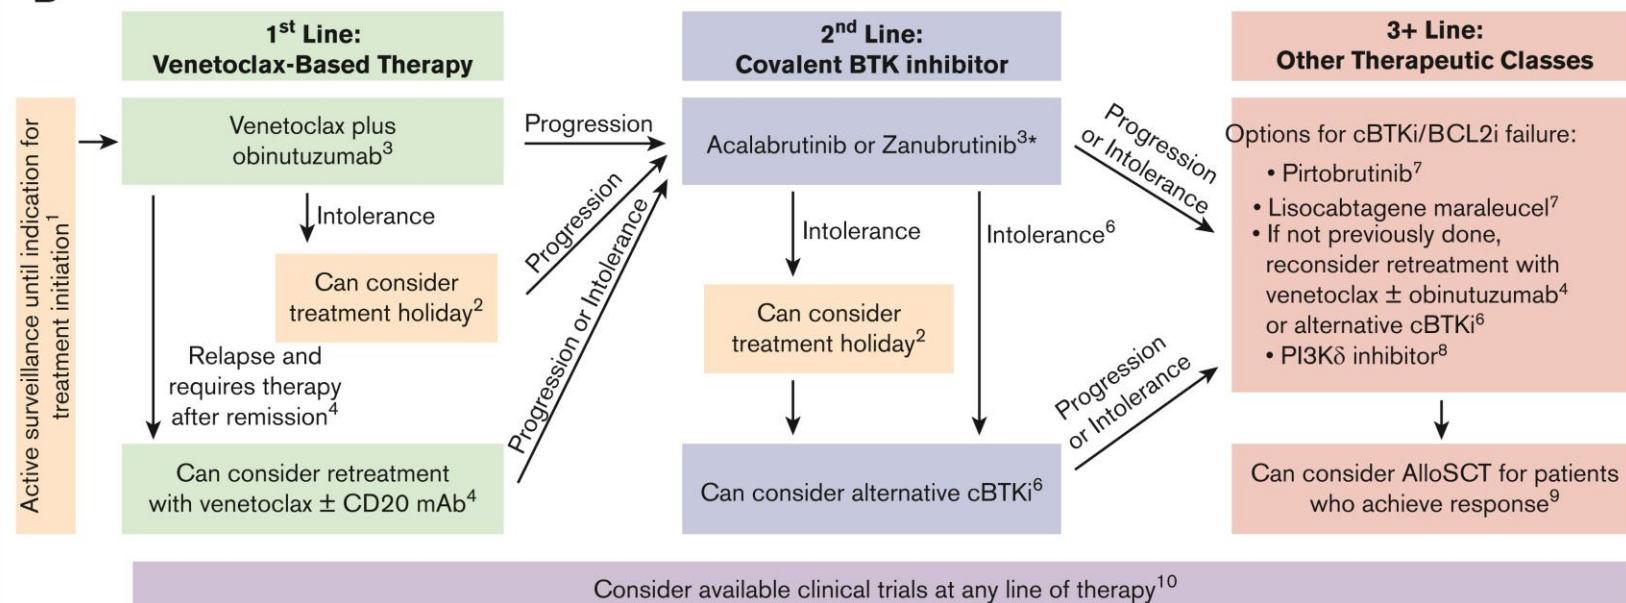 1st Line:
Venetoclax-Based Therapy
2nd Line:
Covalent BTK inhibitor
3+ Line:
Other Therapeutic Classes
Active surveillance until indication for
treatment initiation1
Venetoclax plus
obinutuzumab3
Intolerance
Can consider
treatment holiday2
Relapse and
requires therapy
after remission4
Can consider retreatment
with venetoclax ± CD20 mAb4
Progression
Progression
Progression or Intolerance
Acalabrutinib or Zanubrutinib3*
Intolerance
Intolerance6
Can consider
treatment holiday2
Can consider alternative cBTKi6
Progression
or Intolerance
Progression
or Intolerance
Options for cBTKi/BCL2i failure:
• Pirtobrutinib7
• Lisocabtagene maraleucel7
• If not previously done,
reconsider retreatment with
venetoclax ± obinutuzumab4
or alternative cBTKi6
• PI3Kδ inhibitor8
Can consider AlloSCT for patients
who achieve response9
Consider available clinical trials at any line of therapy10